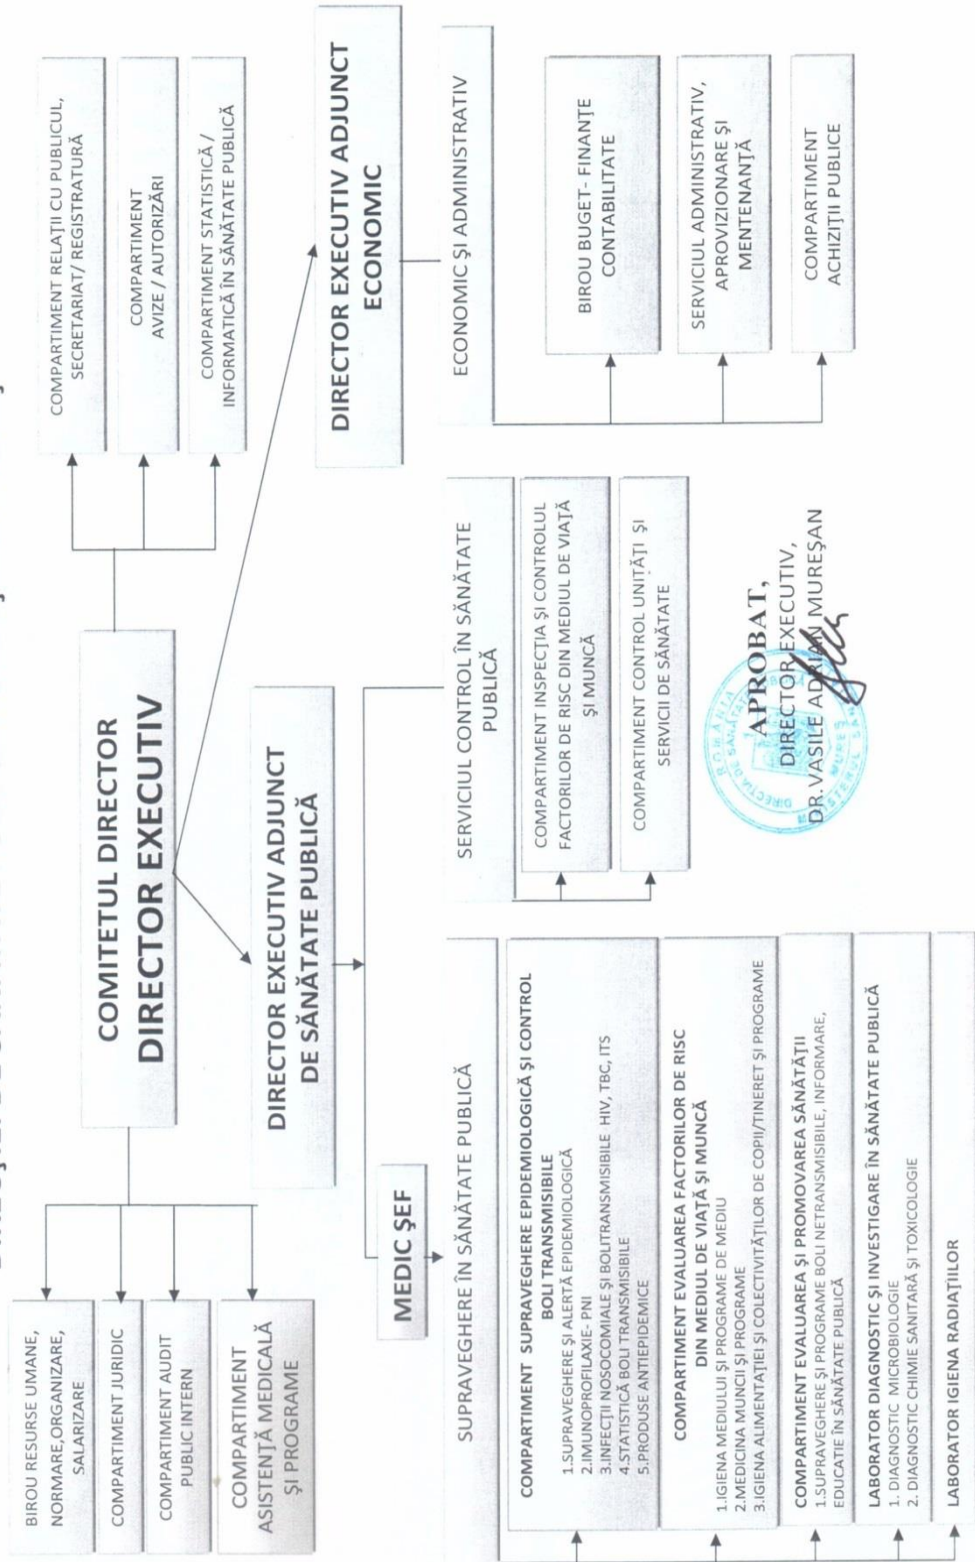 COMITETUL DIRECTOR
DIRECTOR EXECUTIV
BIROU RESURSE UMANE,
NORMARE,ORGANIZARE,
SALARIZARE
COMPARTIMENT JURIDIC
COMPARTIMENT AUDIT
PUBLIC INTERN
COMPARTIMENT
ASISTENȚĂ MEDICALĂ
ȘI PROGRAME
COMPARTIMENT RELAȚII CU PUBLICUL,
SECRETARIAT/ REGISTRATURĂ
COMPARTIMENT
AVIZE / AUTORIZĂRI
COMPARTIMENT STATISTICĂ /
INFORMATICĂ ÎN SĂNĂTATE PUBLICĂ
DIRECTOR EXECUTIV ADJUNCT
DE SĂNĂTATE PUBLICĂ
DIRECTOR EXECUTIV ADJUNCT
ECONOMIC
MEDIC ȘEF
SUPRAVEGHERE ÎN SĂNĂTATE PUBLICĂ
COMPARTIMENT SUPRAVEGHERE EPIDEMIOLOGICĂ ȘI CONTROL
BOLI TRANSMISIBILE
1.SUPRAVEGHERE ȘI ALERTĂ EPIDEMIOLOGICĂ
2.IMUNOPROFILAXIE- PNI
3.INFECȚII NOSOCOMIALE ȘI BOLITRANSMISIBILE HIV, TBC, ITS
4.STATISTICĂ BOLI TRANSMISIBILE
5.PRODUSE ANTIEPIDEMICE
COMPARTIMENT EVALUAREA FACTORILOR DE RISC
DIN MEDIUL DE VIAȚĂ ȘI MUNCĂ
1.IGIENA MEDIULUI ȘI PROGRAME DE MEDIU
2.MEDICINA MUNCII ȘI PROGRAME
3.IGIENA ALIMENTAȚIEI ȘI COLECTIVITĂȚILOR DE COPII/TINERET ȘI PROGRAME
COMPARTIMENT EVALUAREA ȘI PROMOVAREA SĂNĂTĂȚII
1.SUPRAVEGHERE ȘI PROGRAME BOLI NETRANSMISIBILE, INFORMARE,
EDUCATIE ÎN SĂNĂTATE PUBLICĂ
LABORATOR DIAGNOSTIC ȘI INVESTIGARE ÎN SĂNĂTATE PUBLICĂ
1. DIAGNOSTIC MICROBIOLOGIE
2. DIAGNOSTIC CHIMIE SANITARĂ ȘI TOXICOLOGIE
LABORATOR IGIENA RADIAȚIILOR
SERVICIUL CONTROL ÎN SĂNĂTATE
PUBLICĂ
COMPARTIMENT INSPECȚIA ȘI CONTROLUL
FACTORILOR DE RISC DIN MEDIUL DE VIAȚĂ
ȘI MUNCĂ
COMPARTIMENT CONTROL UNITĂȚI ȘI
SERVICII DE SĂNĂTATE
ECONOMIC ȘI ADMINISTRATIV
BIROU BUGET- FINANȚE
CONTABILITATE
SERVICIUL ADMINISTRATIV,
APROVIZIONARE ȘI
MENTENANȚĂ
COMPARTIMENT
ACHIZIȚII PUBLICE
APROBAT,
DIRECTOR EXECUTIV,
DR.VASILE ADRIAN MUREȘAN
ROMÂNIA
MUREȘ